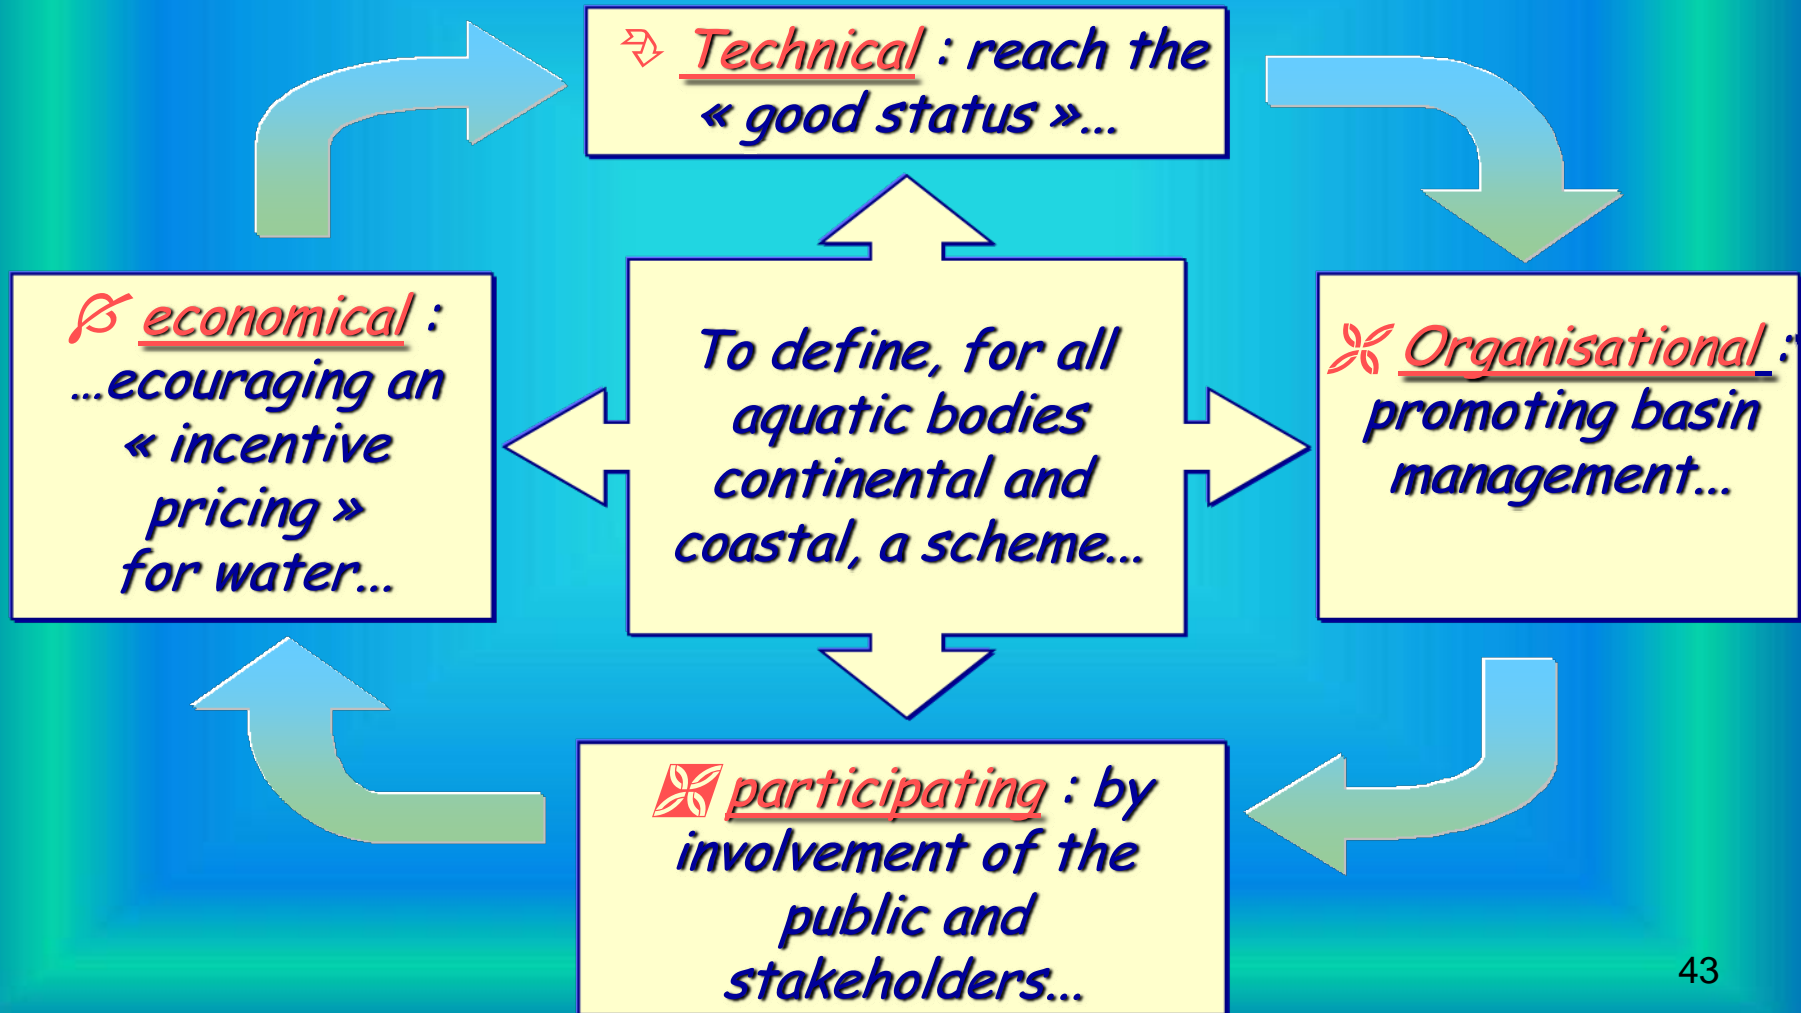 Technical : reach the
« good status »...
economical :
...ecouraging an
« incentive
pricing »
for water...
To define, for all
aquatic bodies
continental and
coastal, a scheme...
Organisational :
promoting basin
management...
participating : by
involvement of the
public and
stakeholders...
43